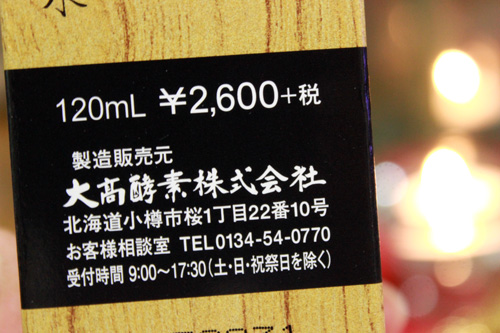 水
120mL ¥2,600+税
製造販売元
大高酵素株式会社
北海道小樽市桜1丁目22番10号
お客様相談室 TEL0134-54-0770
受付時間 9:00～17:30(土・日・祝祭日を除く)